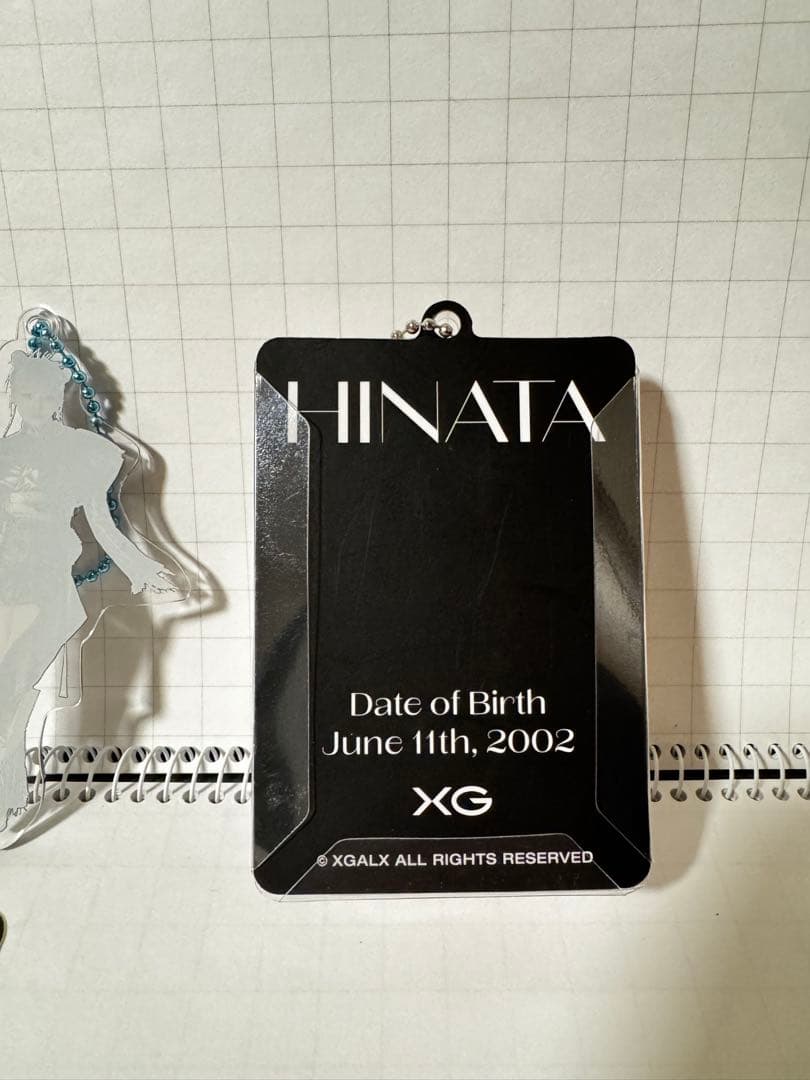 HINATA
Date of Birth
June 11th, 2002
XG
© XGALX ALL RIGHTS RESERVED